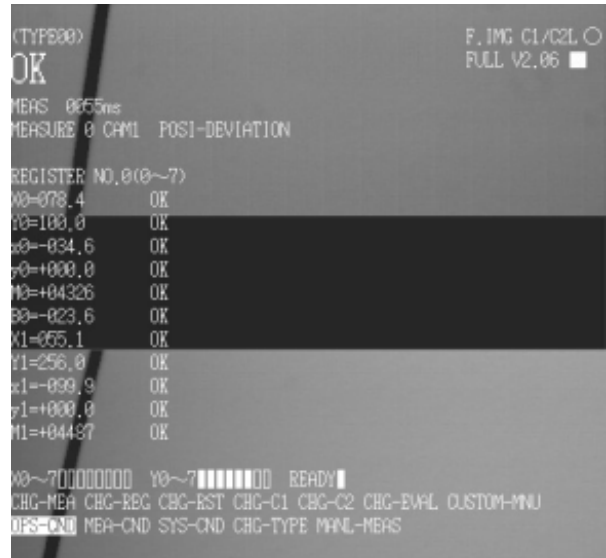 (TYPE00) F.IMG C1/C2L
OK FULL V2.06
MEAS 0055ms
MEASURE 0 CAM1 POSI-DEVIATION
REGISTER NO.0(0~7)
X0=078.4 OK
Y0=100.0 OK
x0=-034.6 OK
y0=+000.0 OK
M0=+04326 OK
B0=-023.6 OK
X1=055.1 OK
Y1=256.0 OK
x1=-099.9 OK
y1=+000.0 OK
M1=+04487 OK
X0~7 Y0~7 READY
CHG-MEA CHG-REG CHG-RST CHG-C1 CHG-C2 CHG-EVAL CUSTOM-MNU
OPS-CND MEA-CND SYS-CND CHG-TYPE MANL-MEAS